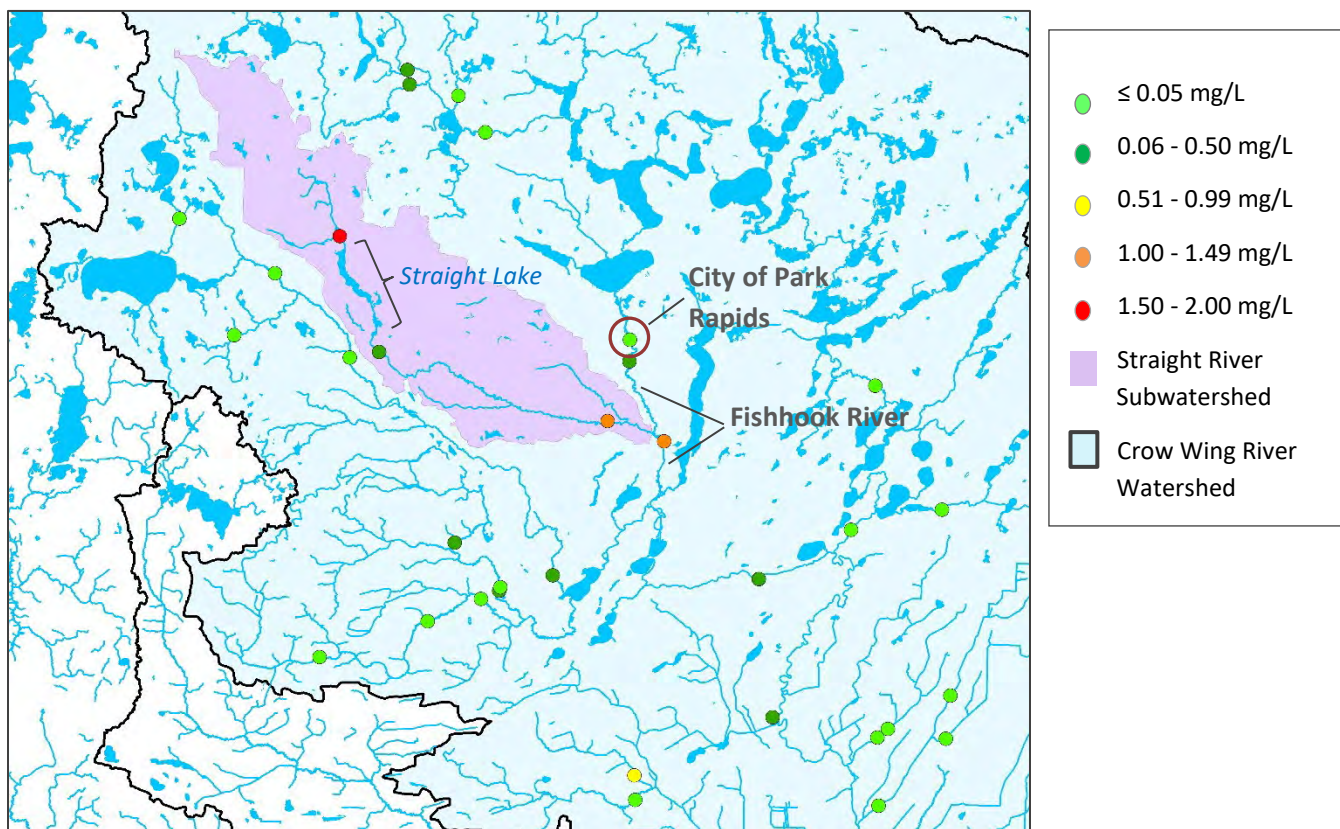 Straight Lake
City of Park
Rapids
Fishhook River
≤ 0.05 mg/L
0.06 - 0.50 mg/L
0.51 - 0.99 mg/L
1.00 - 1.49 mg/L
1.50 - 2.00 mg/L
Straight River
Subwatershed
Crow Wing River
Watershed